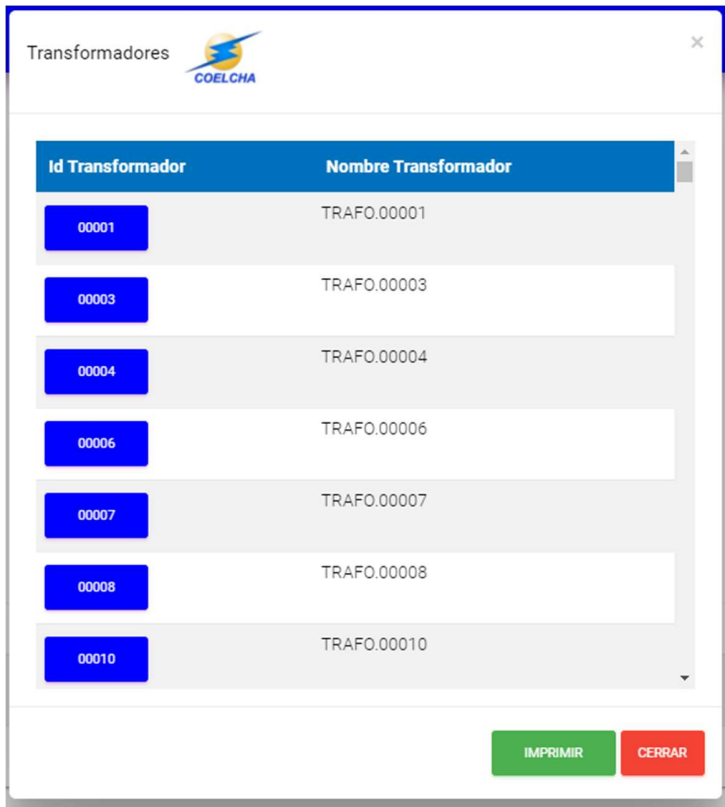 Transformadores
COELCHA
×
Id Transformador Nombre Transformador
00001 TRAFO.00001
00003 TRAFO.00003
00004 TRAFO.00004
00006 TRAFO.00006
00007 TRAFO.00007
00008 TRAFO.00008
00010 TRAFO.00010
IMPRIMIR CERRAR